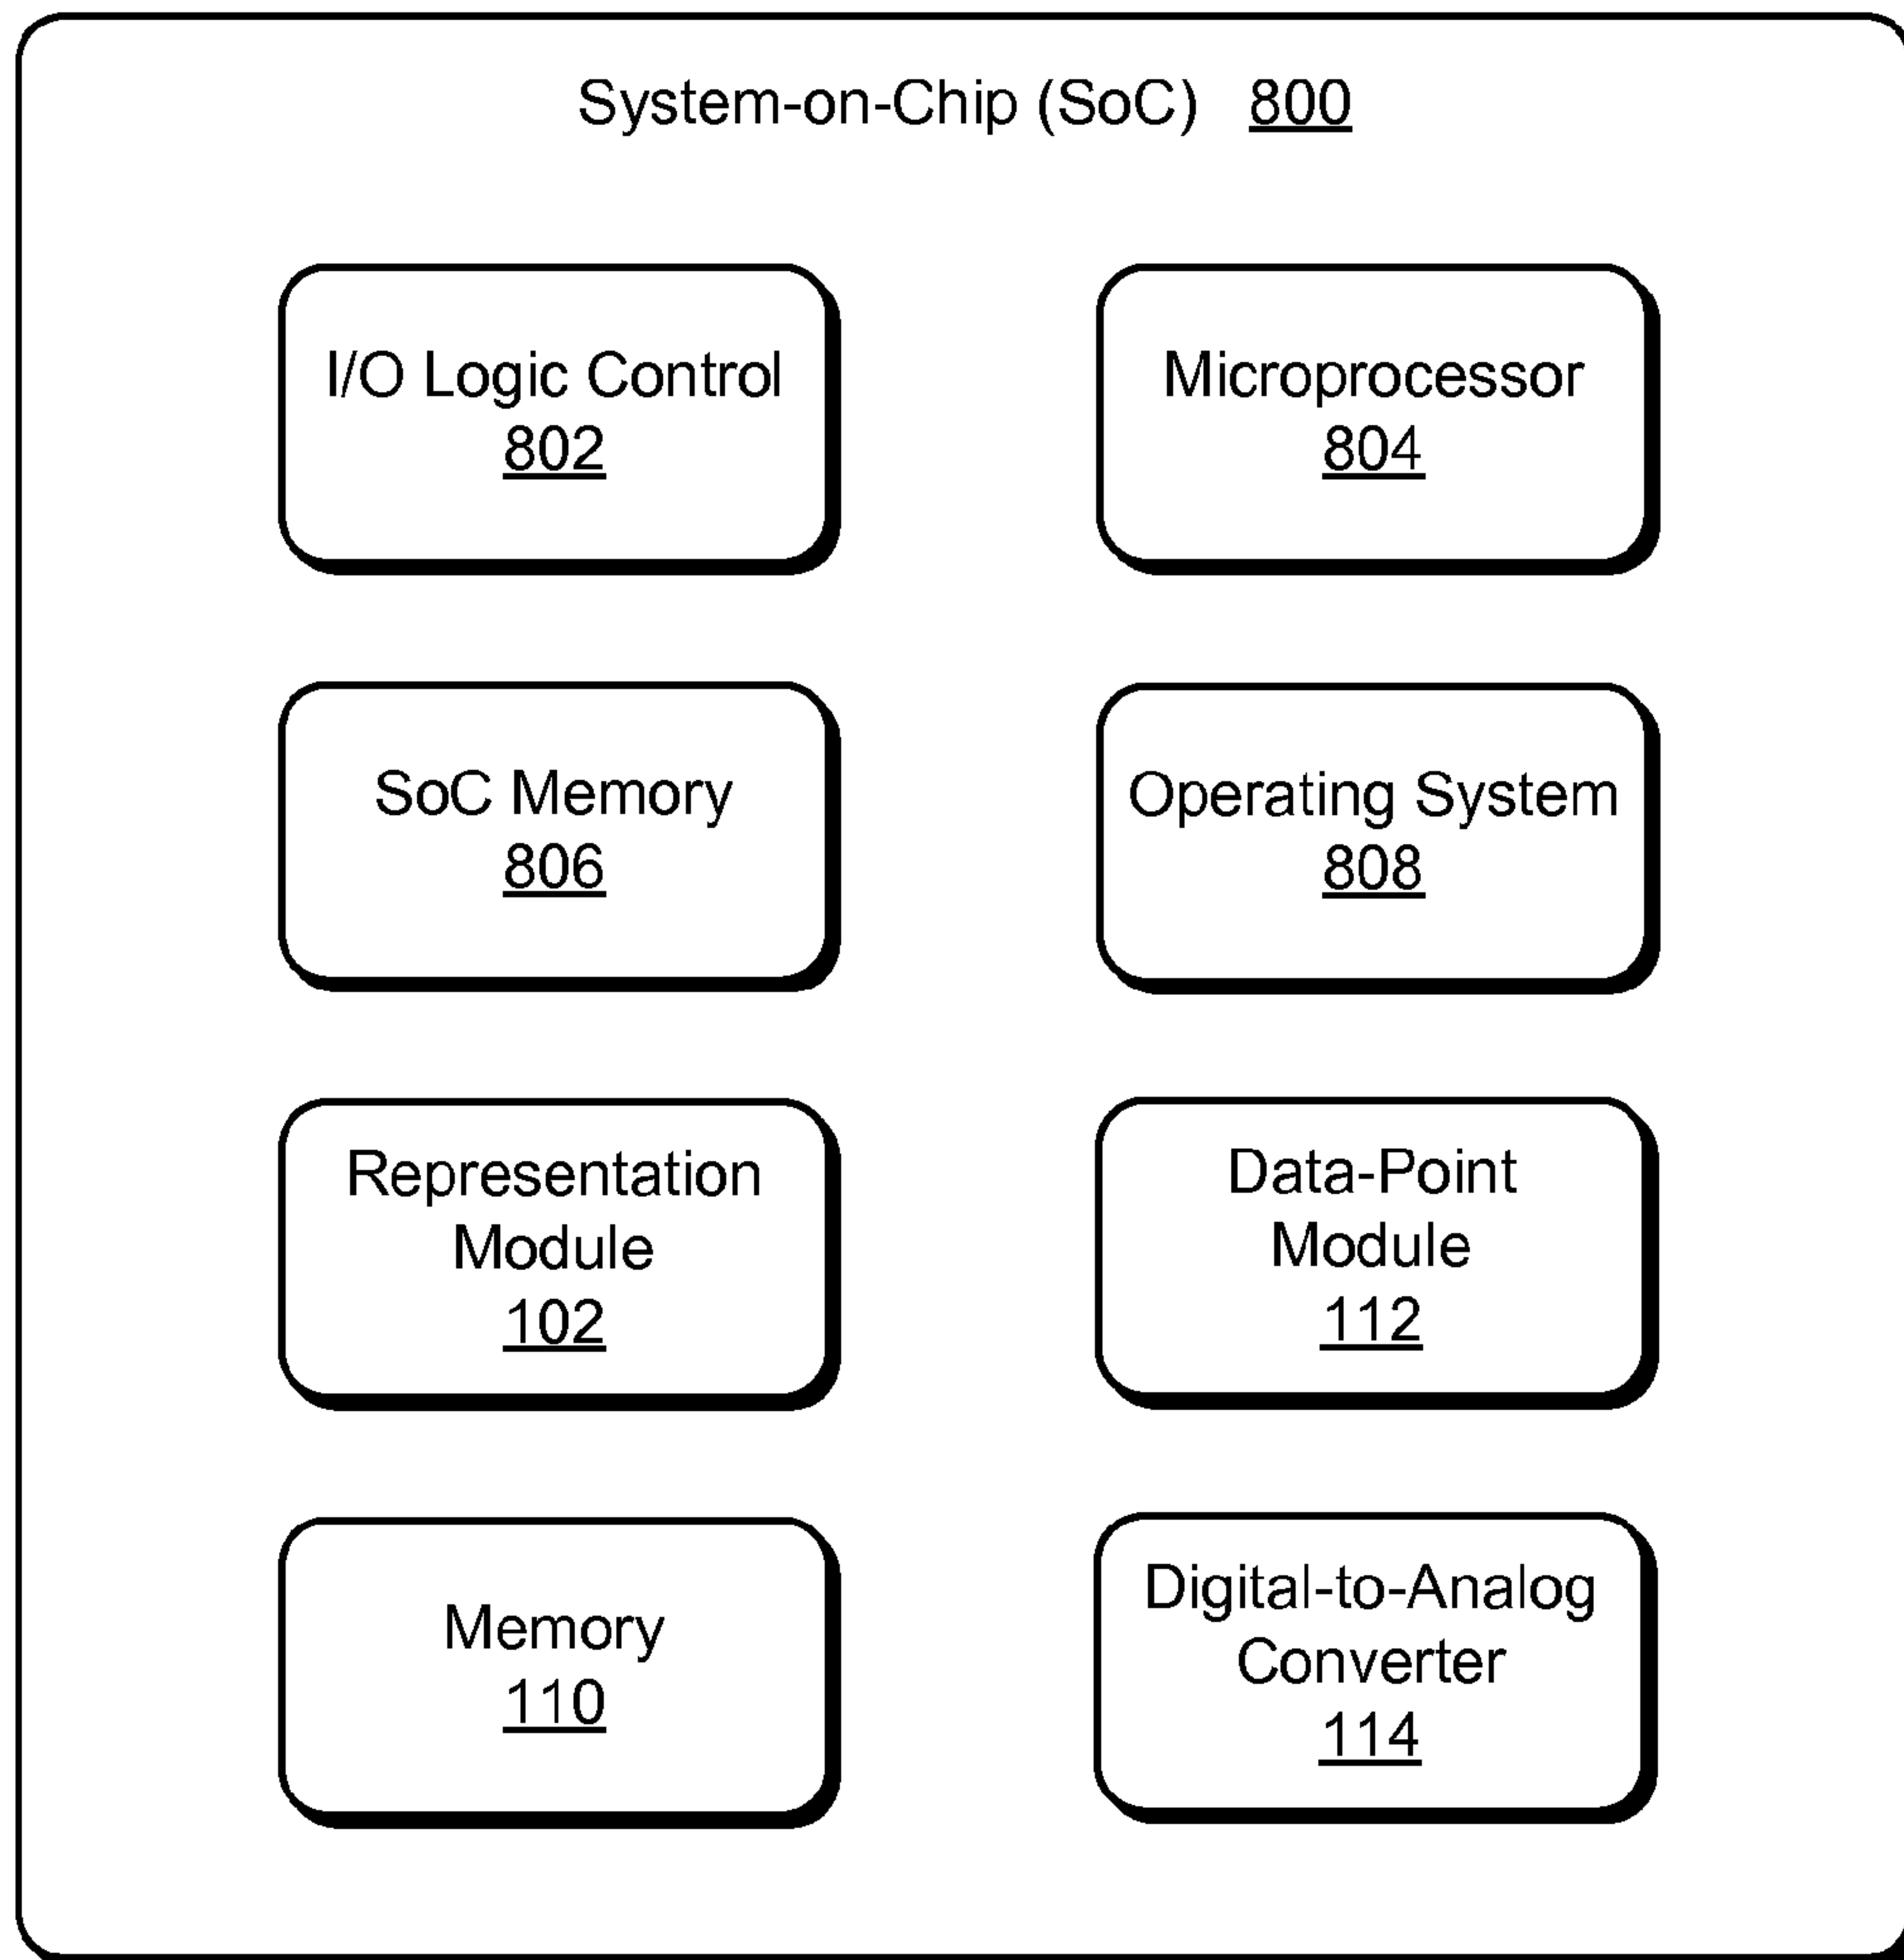 System-on-Chip (SoC) 800
I/O Logic Control
802
Microprocessor
804
SoC Memory
806
Operating System
808
Representation
Module
102
Data-Point
Module
112
Memory
110
Digital-to-Analog
Converter
114